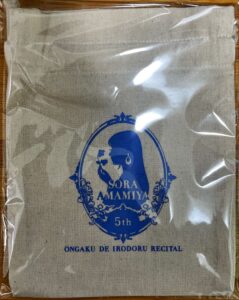 SORA
AMAMIYA
5th
ONGAKU DE IRODORU RECITAL